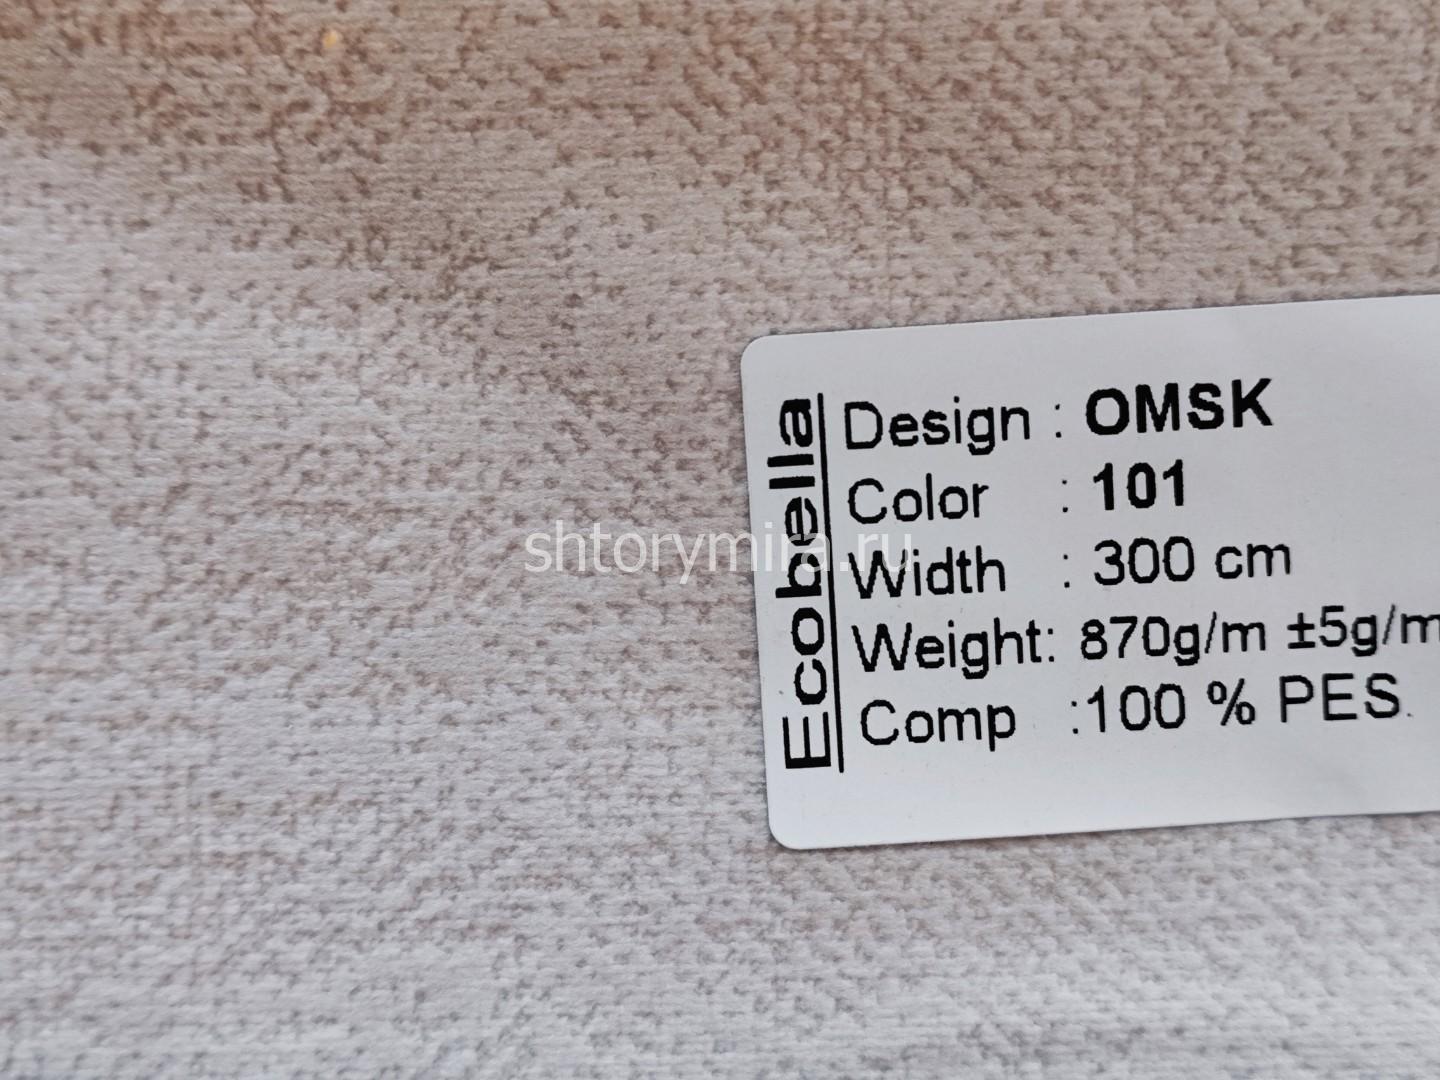 Ecobella
Design : OMSK
Color : 101
Width : 300 cm
Weight: 870g/m ±5g/m
Comp :100 % PES.
shtorymira.ru